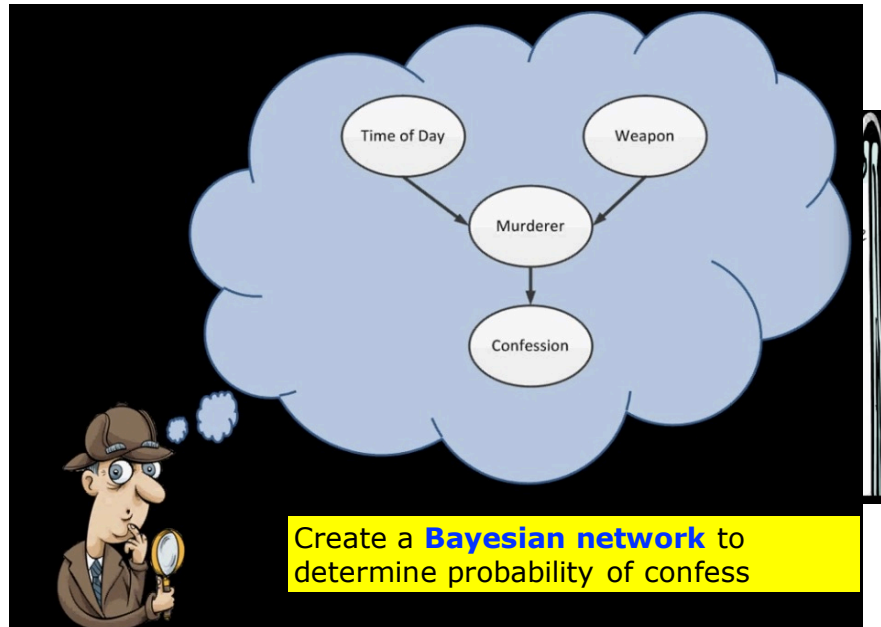 Time of Day
Weapon
Murderer
Confession
Create a Bayesian network to
determine probability of confess